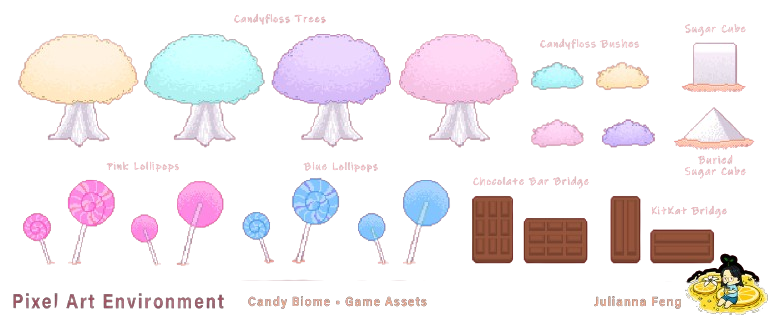 Candyfloss Trees
Candyfloss Bushes
Sugar Cube
Buried
Sugar Cube
Pink Lollipops
Blue Lollipops
Chocolate Bar Bridge
KitKat Bridge
Pixel Art Environment
Candy Biome • Game Assets
Julianna Feng